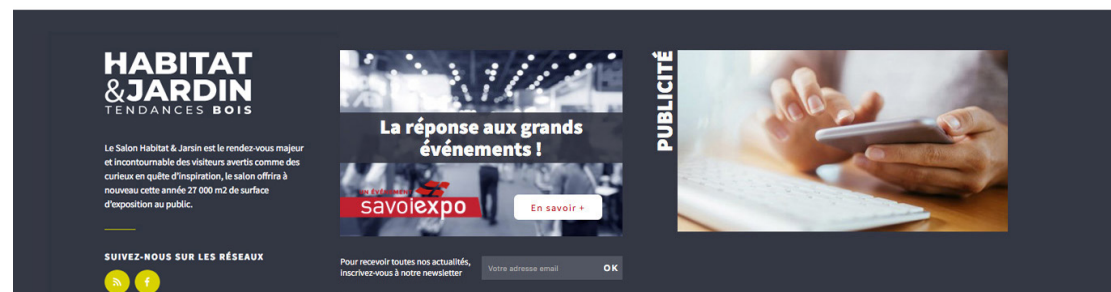 HABITAT
&JARDIN
TENDANCES BOIS
Le Salon Habitat & Jarsin est le rendez-vous majeur
et incontournable des visiteurs avertis comme des
curieux en quête d'inspiration, le salon offrira à
nouveau cette année 27 000 m2 de surface
d'exposition au public.
SUIVEZ-NOUS SUR LES RÉSEAUX
f
La réponse aux grands
événements !
UN ÉVÉNEMENT
savoiexpo
En savoir +
Pour recevoir toutes nos actualités,
Inscrivez-vous à notre newsletter
Votre adresse email
OK
PUBLICITÉ